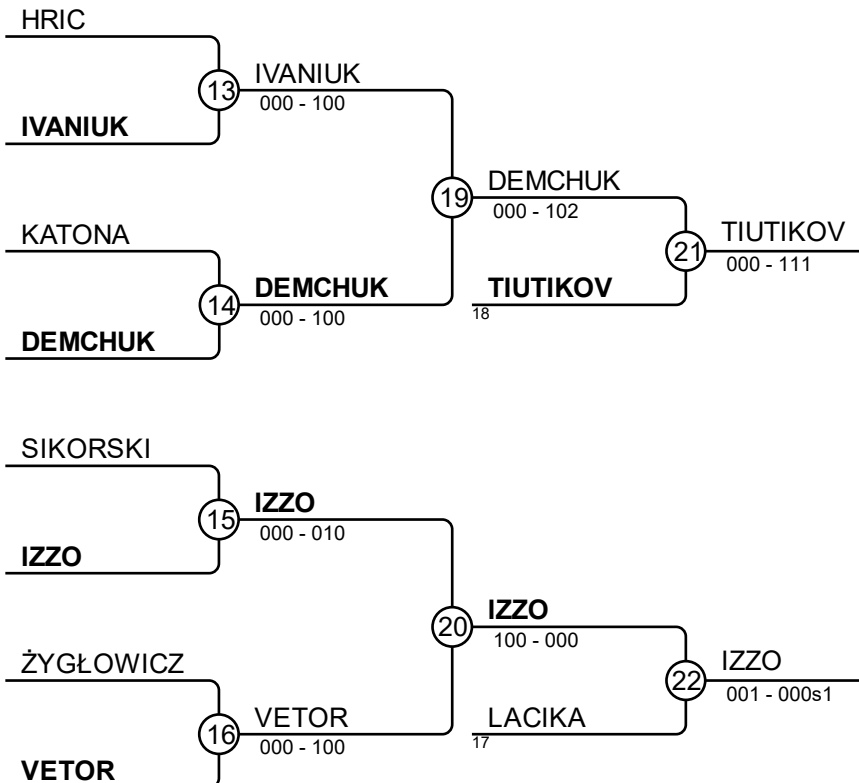 HRIC
13
IVANIUK
000 - 100
IVANIUK
19
DEMCHUK
000 - 102
KATONA
21
TIUTIKOV
000 - 111
14
DEMCHUK
000 - 100
TIUTIKOV
18
DEMCHUK
SIKORSKI
15
IZZO
000 - 010
IZZO
20
IZZO
100 - 000
ŻYGŁOWICZ
22
IZZO
001 - 000s1
16
VETOR
000 - 100
LACIKA
17
VETOR